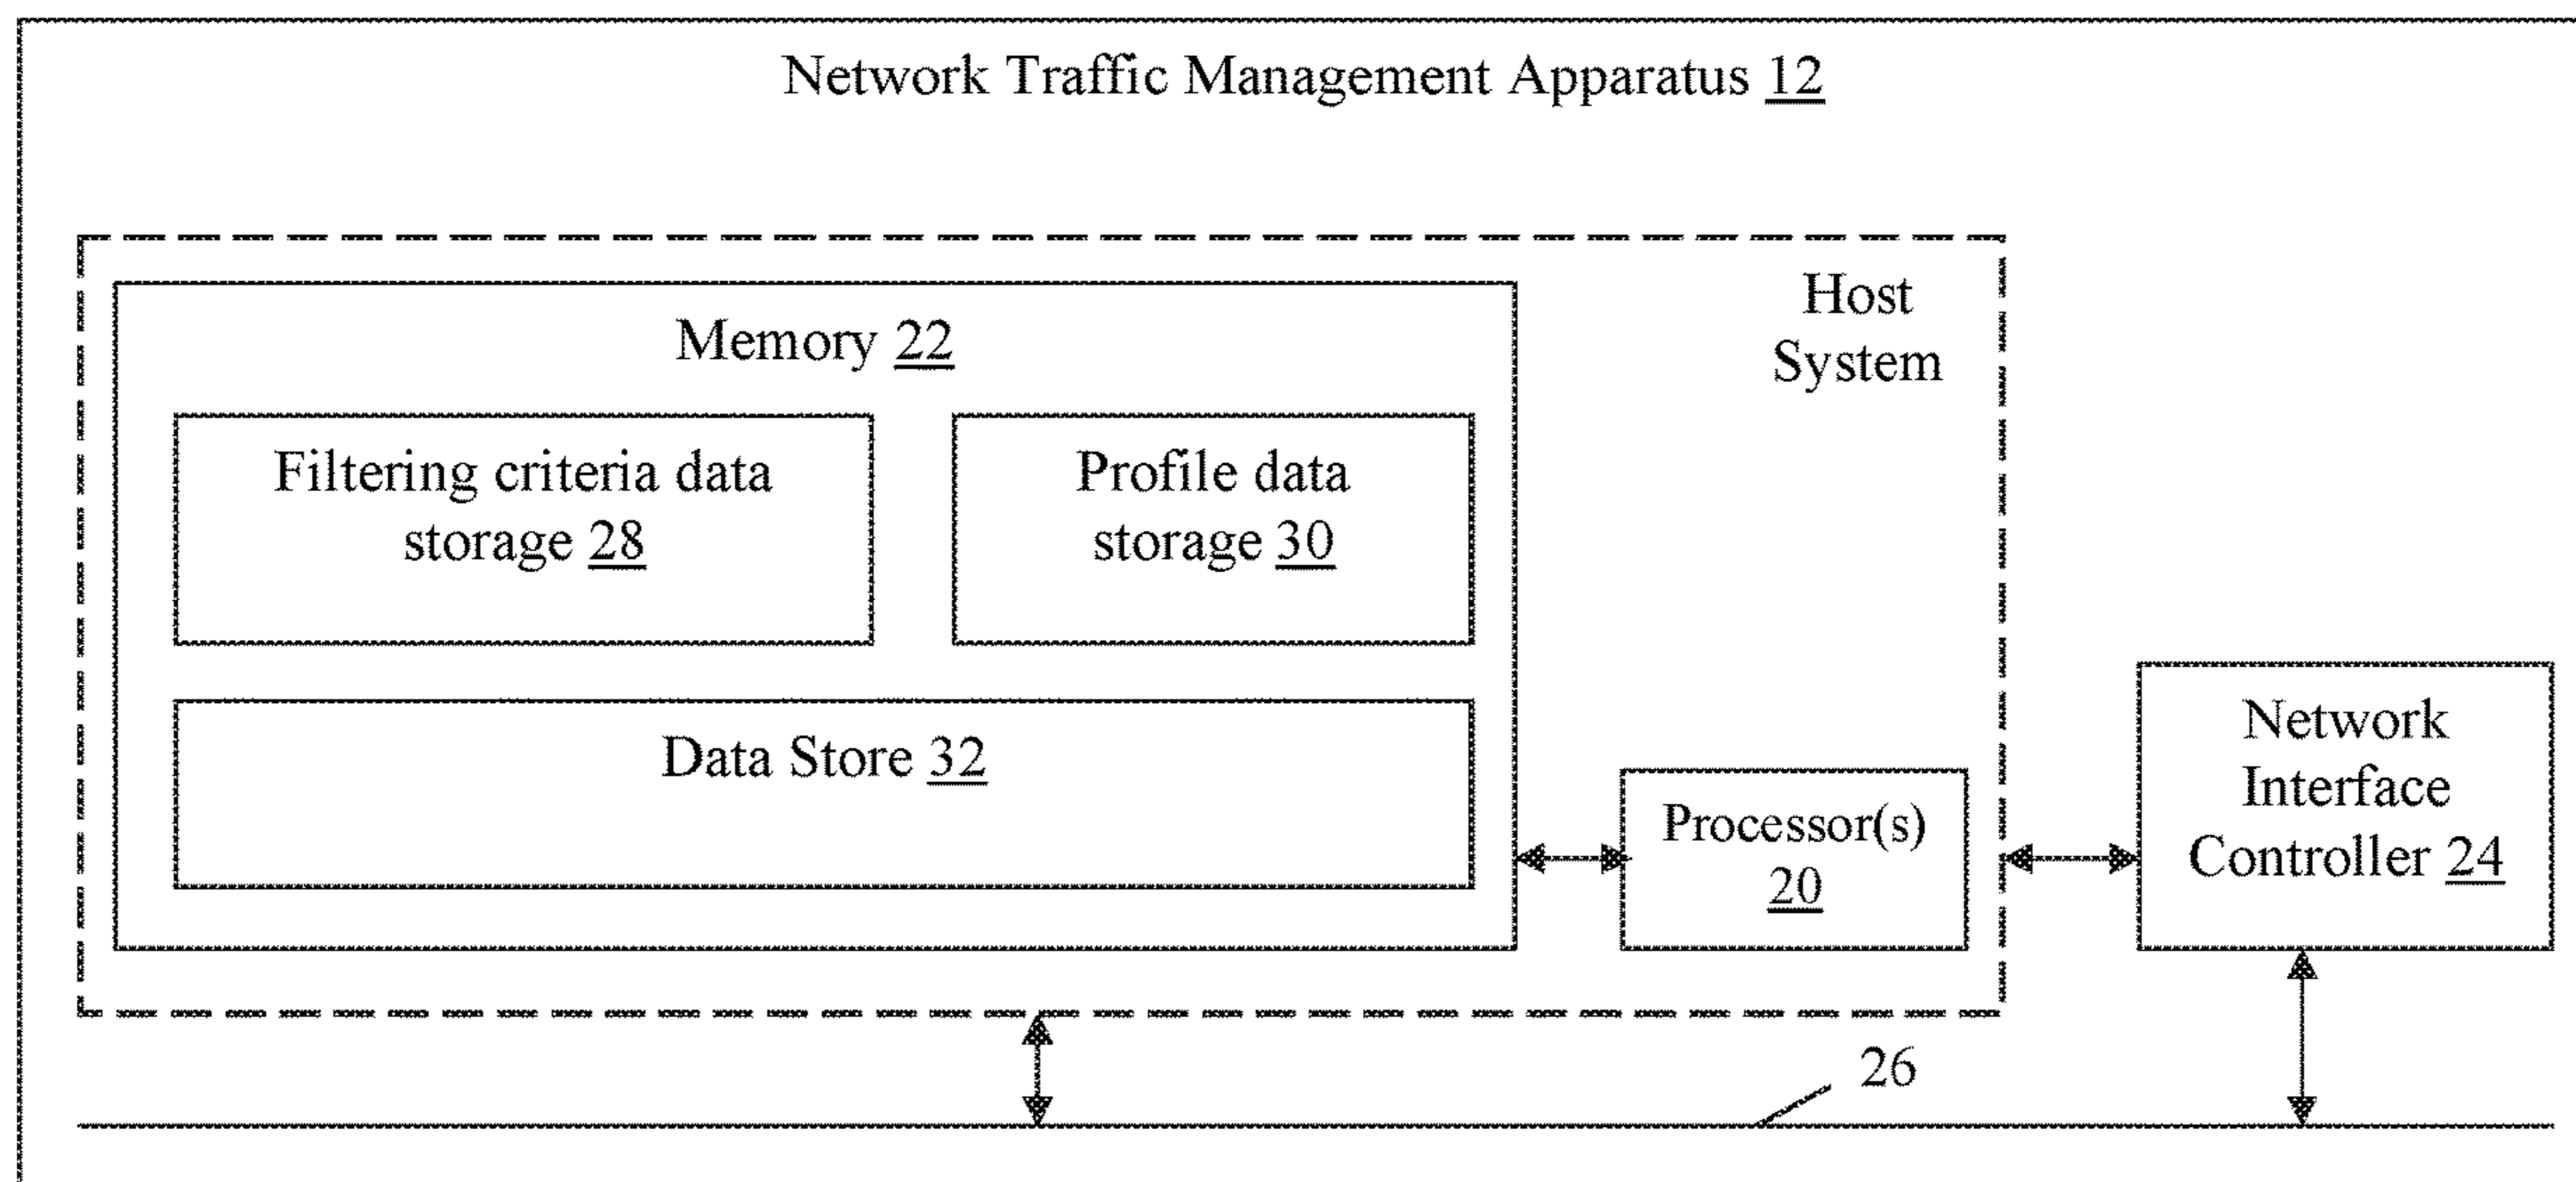 Network Traffic Management Apparatus 12
Host
System
Memory 22
Filtering criteria data
storage 28
Profile data
storage 30
Data Store 32
Processor(s)
20
Network
Interface
Controller 24
26